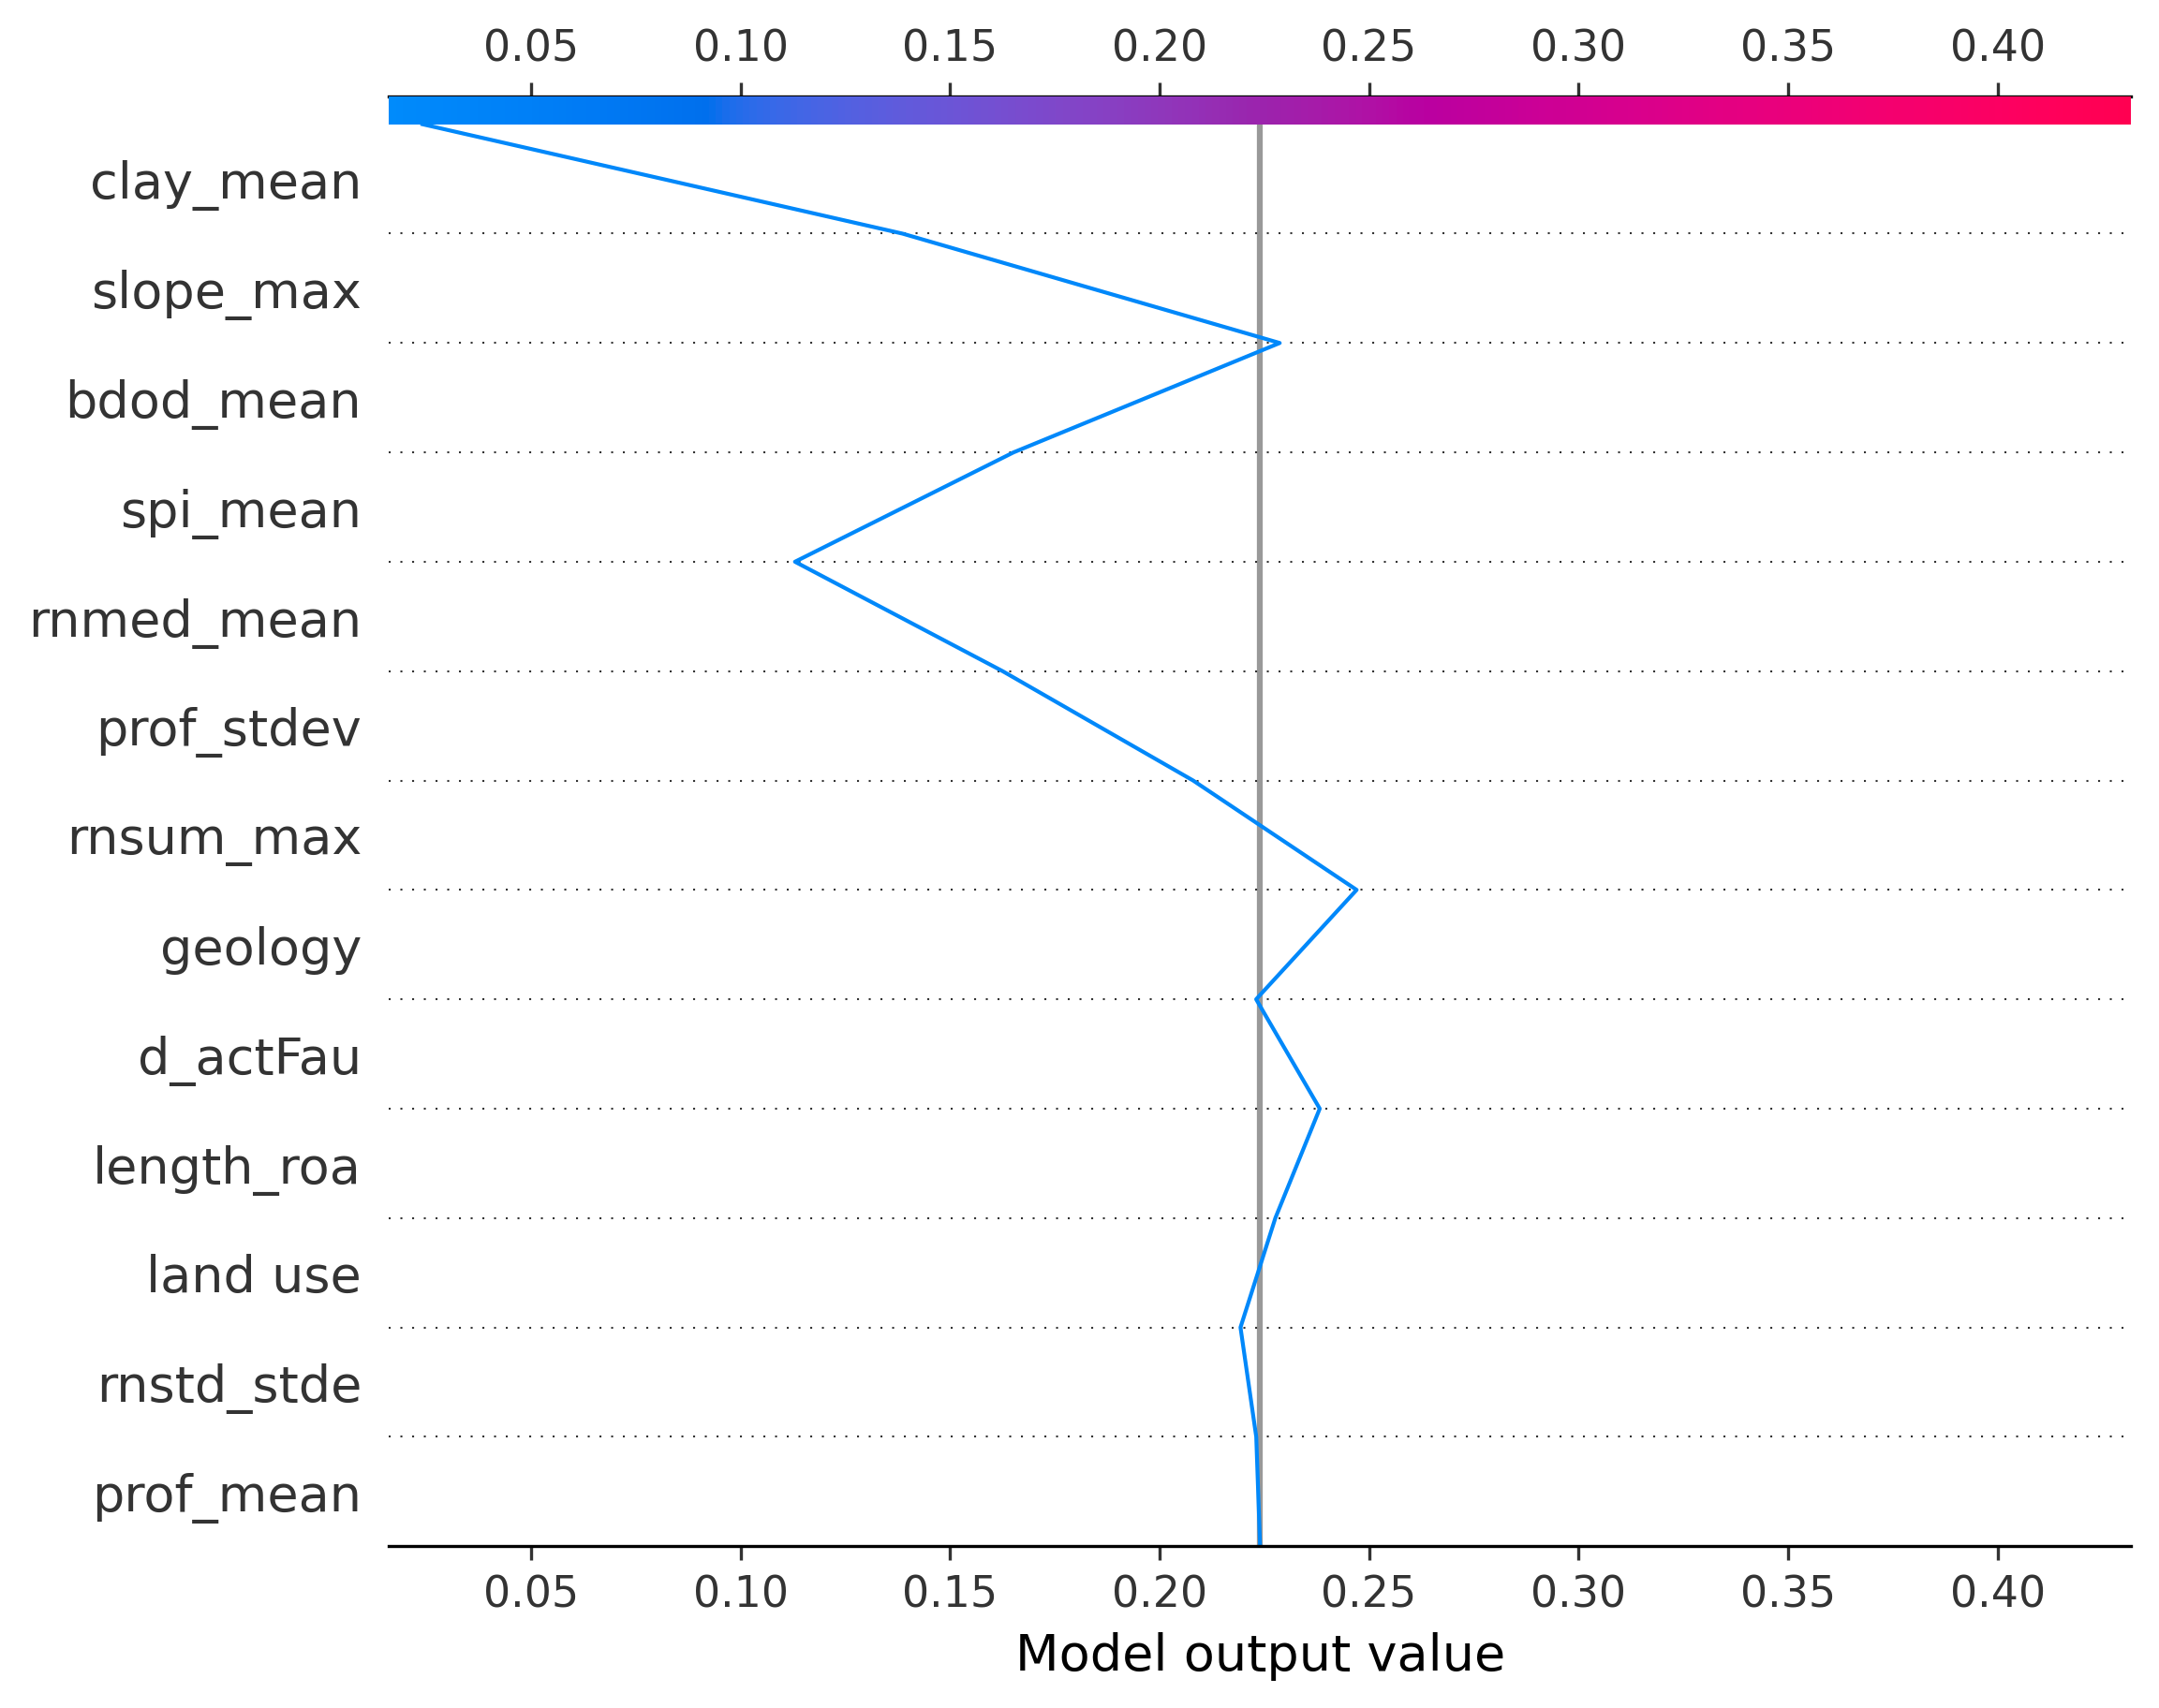 0.05 0.10 0.15 0.20 0.25 0.30 0.35 0.40
clay_mean
slope_max
bdod_mean
spi_mean
rnmed_mean
prof_stdev
rnsum_max
geology
d_actFau
length_roa
land use
rnstd_stde
prof_mean
0.05 0.10 0.15 0.20 0.25 0.30 0.35 0.40
Model output value